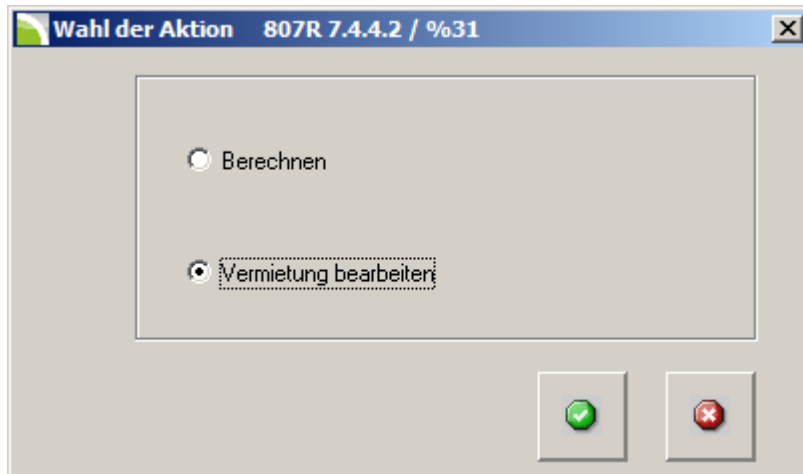 Wahl der Aktion 807R 7.4.4.2 / %31
Berechnen
Vermietung bearbeiten